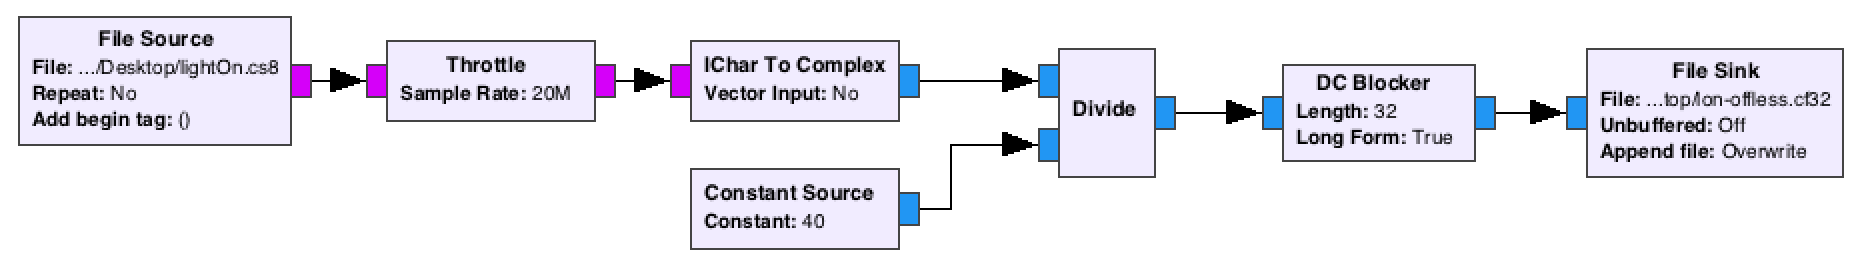 File Source
File: .../Desktop/lightOn.cs8
Repeat: No
Add begin tag: ()
Throttle
Sample Rate: 20M
IChar To Complex
Vector Input: No
Constant Source
Constant: 40
Divide
DC Blocker
Length: 32
Long Form: True
File Sink
File: ...top/lon-offless.cf32
Unbuffered: Off
Append file: Overwrite